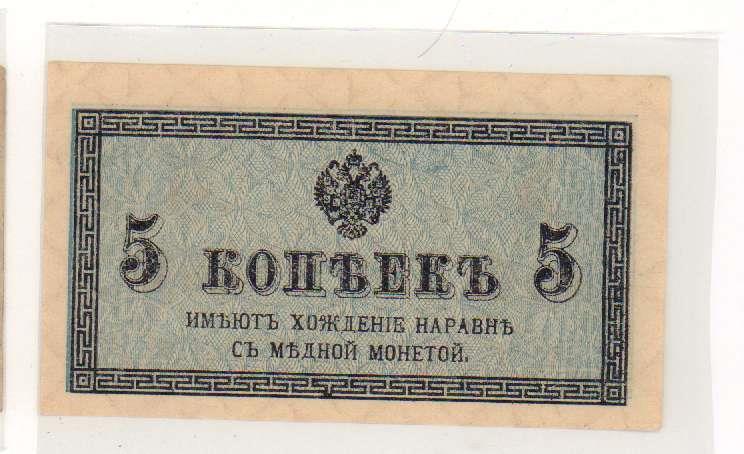 5 КОПѢЕКЪ 5
ИМѢЮТЪ ХОЖДЕНІЕ НАРАВНѢ
СЪ МѢДНОЙ МОНЕТОЙ.